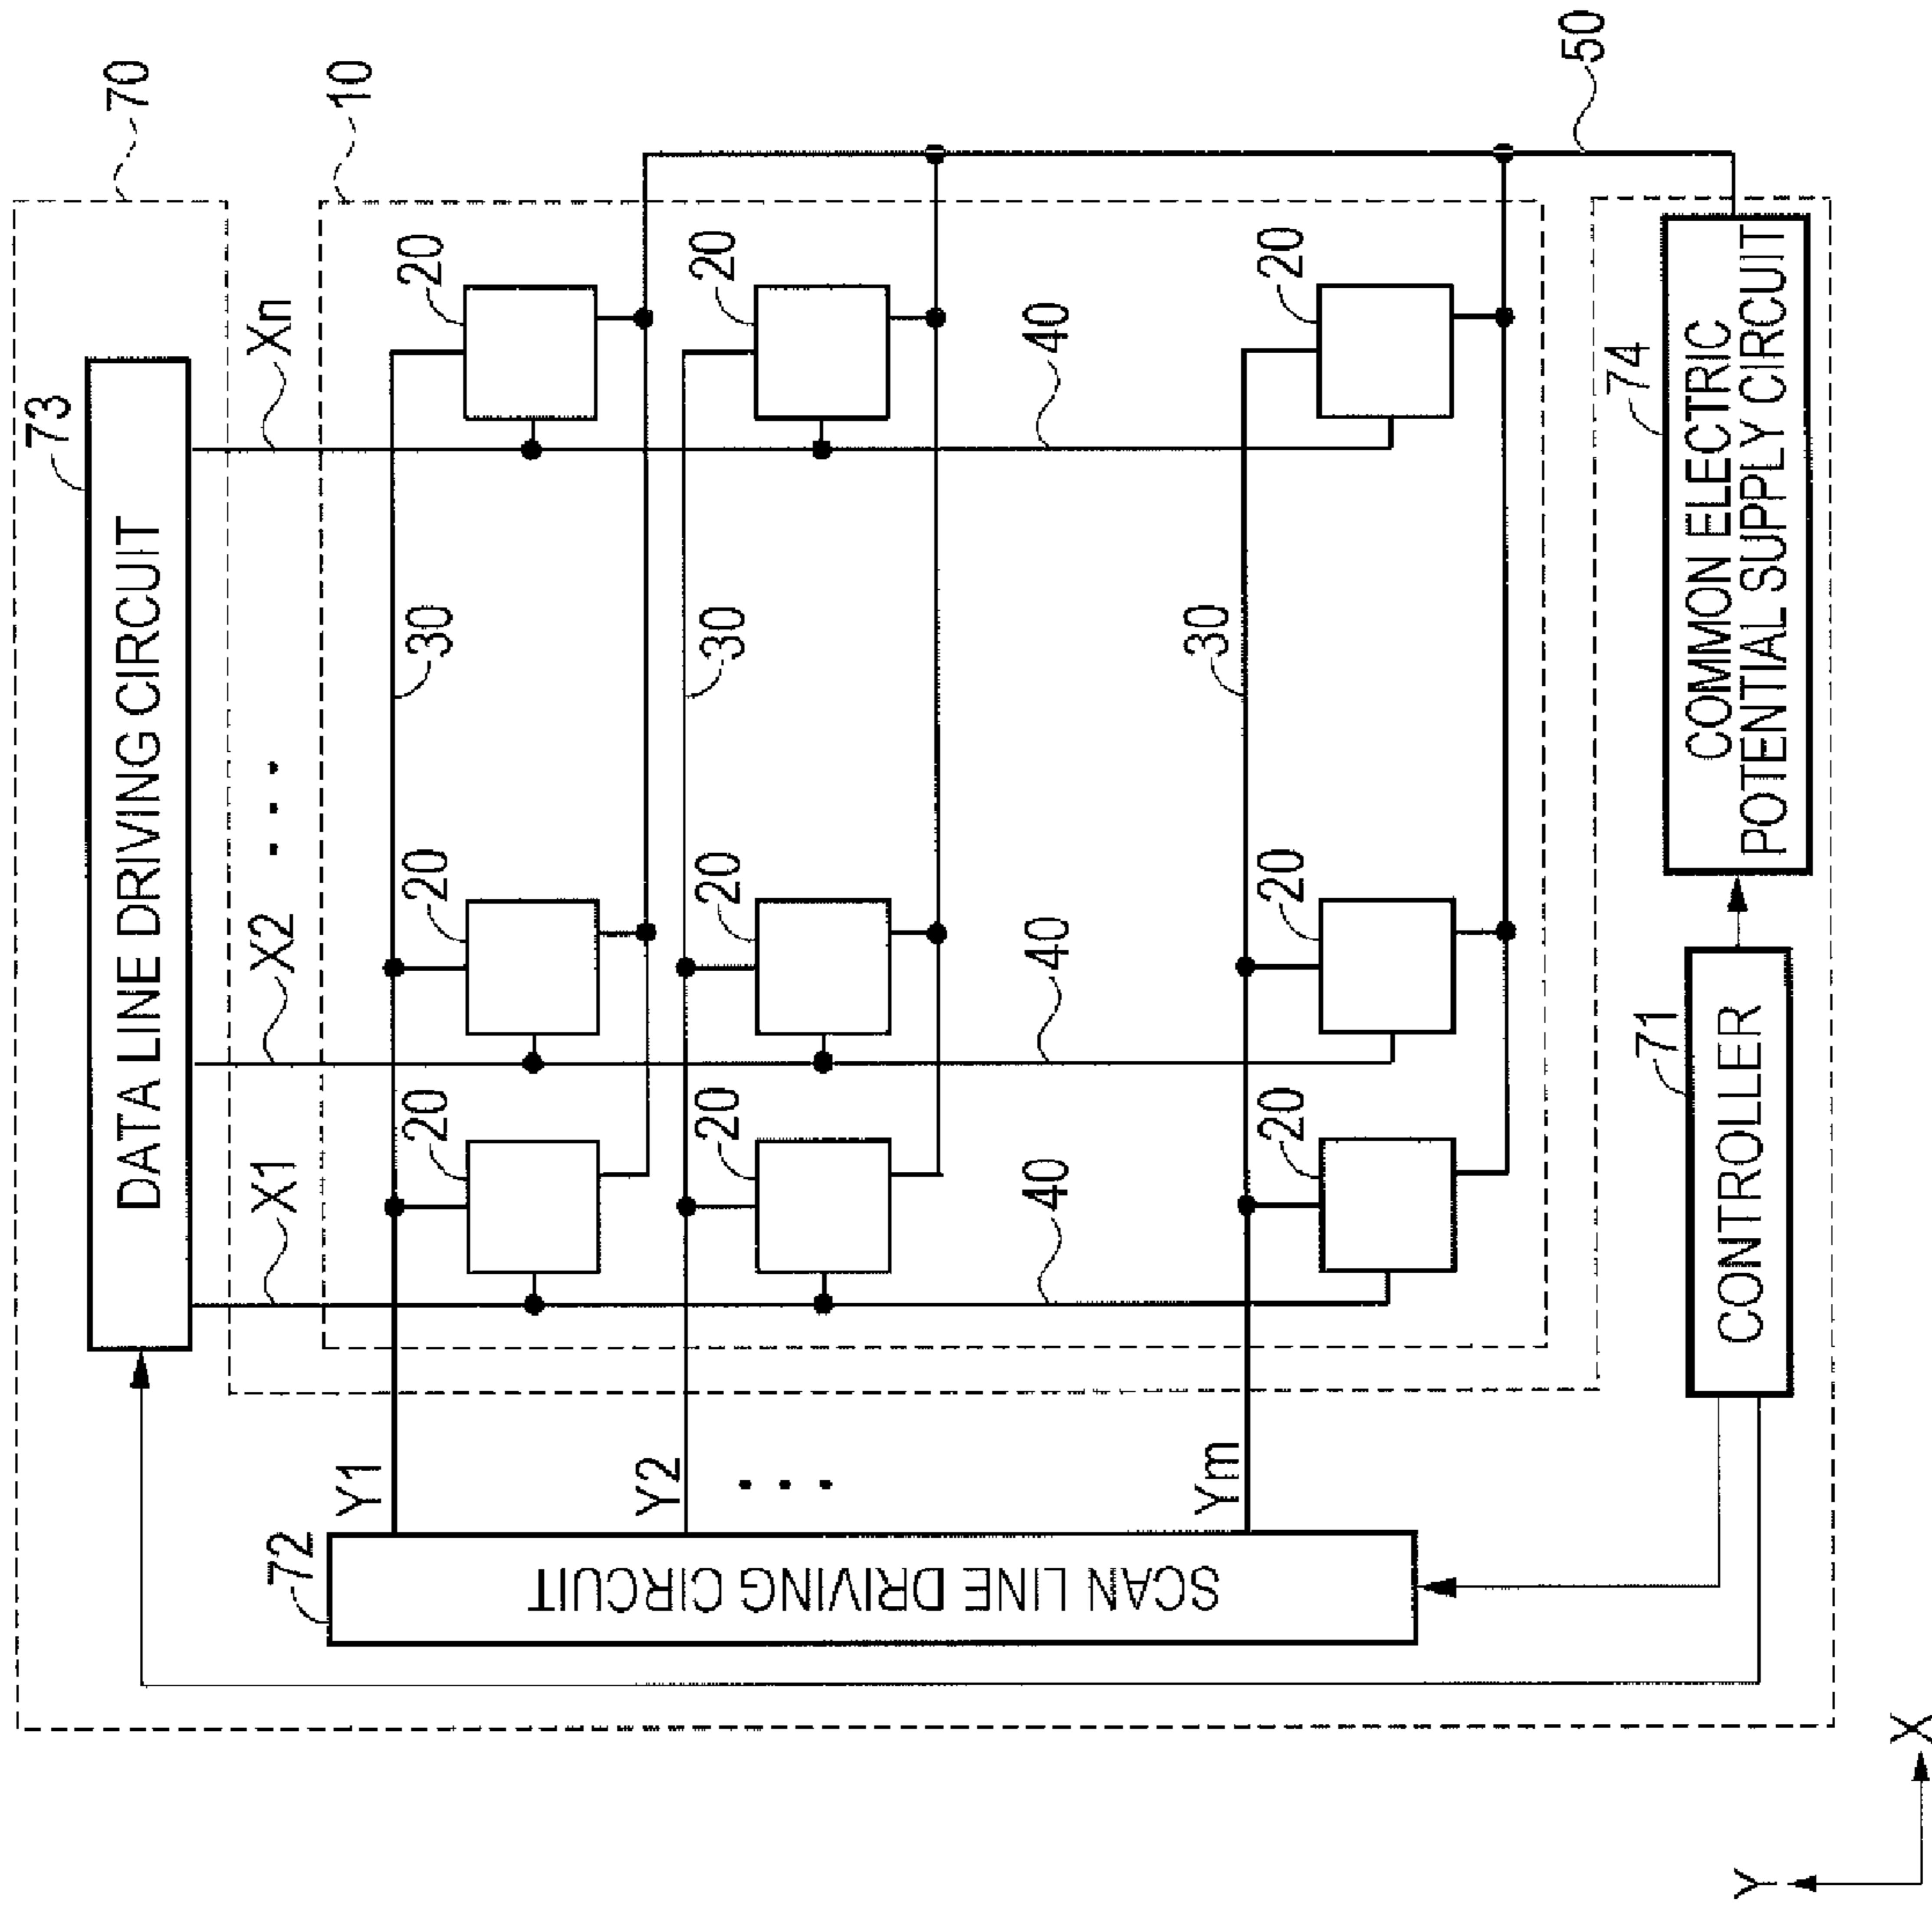 70
73
DATA LINE DRIVING CIRCUIT
10
X1
X2
. . .
Xn
72
SCAN LINE DRIVING CIRCUIT
Y1
20
20
20
30
Y2
20
20
20
30
. . .
40
40
40
Ym
20
20
30
20
50
71
CONTROLLER
74
COMMON ELECTRIC
POTENTIAL SUPPLY CIRCUIT
Y
X